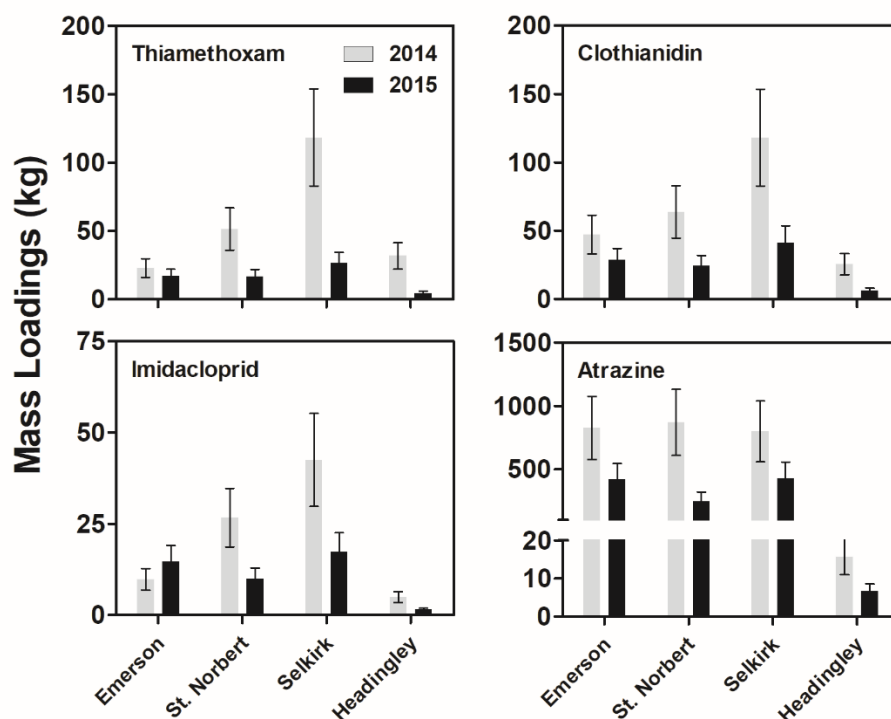 Mass Loadings (kg)
200
150
100
50
0
Thiamethoxam
2014
2015
200
150
100
50
0
Clothianidin
75
50
25
0
Imidacloprid
1500
1000
500
20
10
0
Atrazine
Emerson
St. Norbert
Selkirk
Headingley
Emerson
St. Norbert
Selkirk
Headingley